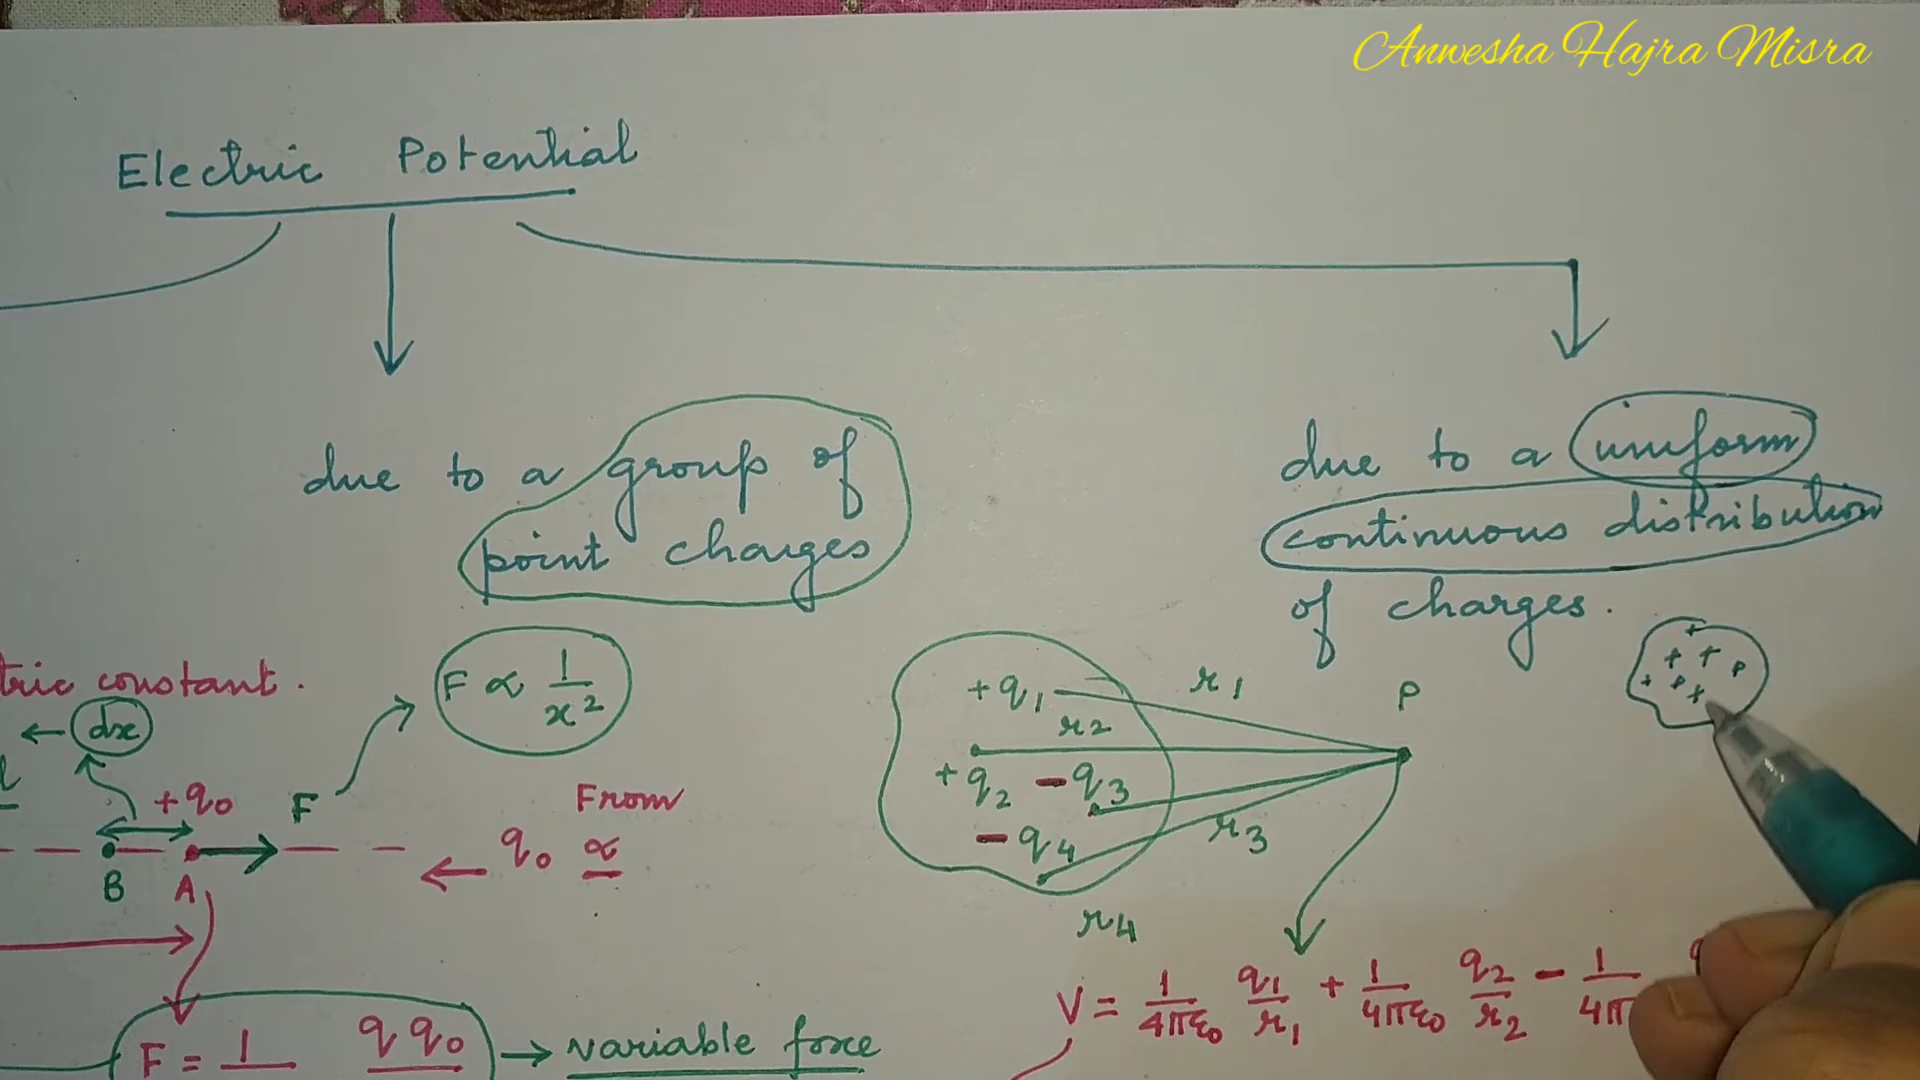 Anwesha Hajra Misra
Electric Potential
due to a group of
point charges
due to a uniform
continuous distribution
of charges.
tric constant.
← dx
F ∝ 1/x²
+q₀
F
From
q₀ ∝
B A
+q₁
r₁
P
r₂
+q₂ -q₃
-q₄
r₃
r₄
+ + + P + P +
V = 1/4πε₀ q₁/r₁ + 1/4πε₀ q₂/r₂ - 1/4π
F = 1 qq₀ → variable force